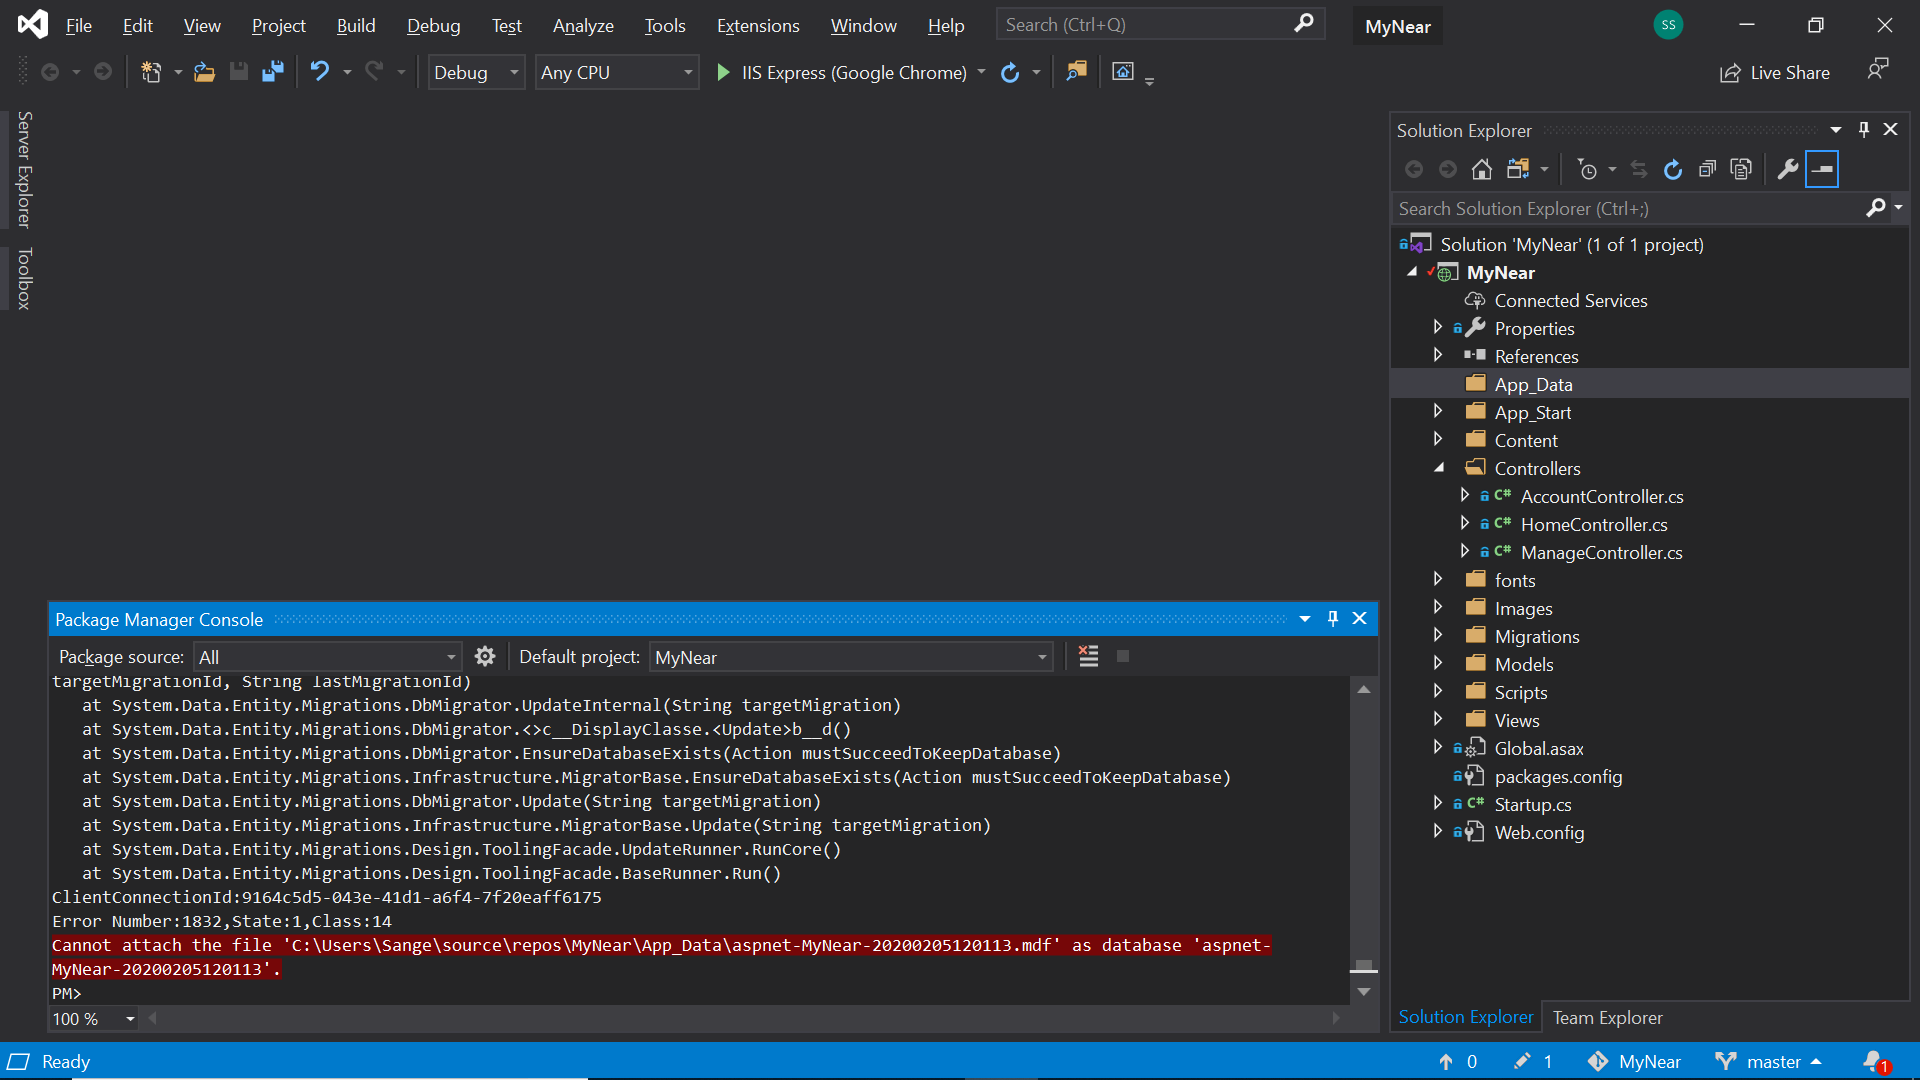 File Edit View Project Build Debug Test Analyze Tools Extensions Window Help Search (Ctrl+Q) MyNear SS
Debug Any CPU IIS Express (Google Chrome) Live Share
Server Explorer
Toolbox
Solution Explorer
Search Solution Explorer (Ctrl+;)
Solution 'MyNear' (1 of 1 project)
MyNear
Connected Services
Properties
References
App_Data
App_Start
Content
Controllers
C# AccountController.cs
C# HomeController.cs
C# ManageController.cs
fonts
Images
Migrations
Models
Scripts
Views
Global.asax
packages.config
C# Startup.cs
Web.config
Solution Explorer Team Explorer
Package Manager Console
Package source: All Default project: MyNear
targetMigrationId, String lastMigrationId)
at System.Data.Entity.Migrations.DbMigrator.UpdateInternal(String targetMigration)
at System.Data.Entity.Migrations.DbMigrator.<>c__DisplayClasse.<Update>b__d()
at System.Data.Entity.Migrations.DbMigrator.EnsureDatabaseExists(Action mustSucceedToKeepDatabase)
at System.Data.Entity.Migrations.Infrastructure.MigratorBase.EnsureDatabaseExists(Action mustSucceedToKeepDatabase)
at System.Data.Entity.Migrations.DbMigrator.Update(String targetMigration)
at System.Data.Entity.Migrations.Infrastructure.MigratorBase.Update(String targetMigration)
at System.Data.Entity.Migrations.Design.ToolingFacade.UpdateRunner.RunCore()
at System.Data.Entity.Migrations.Design.ToolingFacade.BaseRunner.Run()
ClientConnectionId:9164c5d5-043e-41d1-a6f4-7f20eaff6175
Error Number:1832,State:1,Class:14
Cannot attach the file 'C:\Users\Sange\source\repos\MyNear\App_Data\aspnet-MyNear-20200205120113.mdf' as database 'aspnet-
MyNear-20200205120113'.
PM>
100 %
Ready 0 1 MyNear master 1